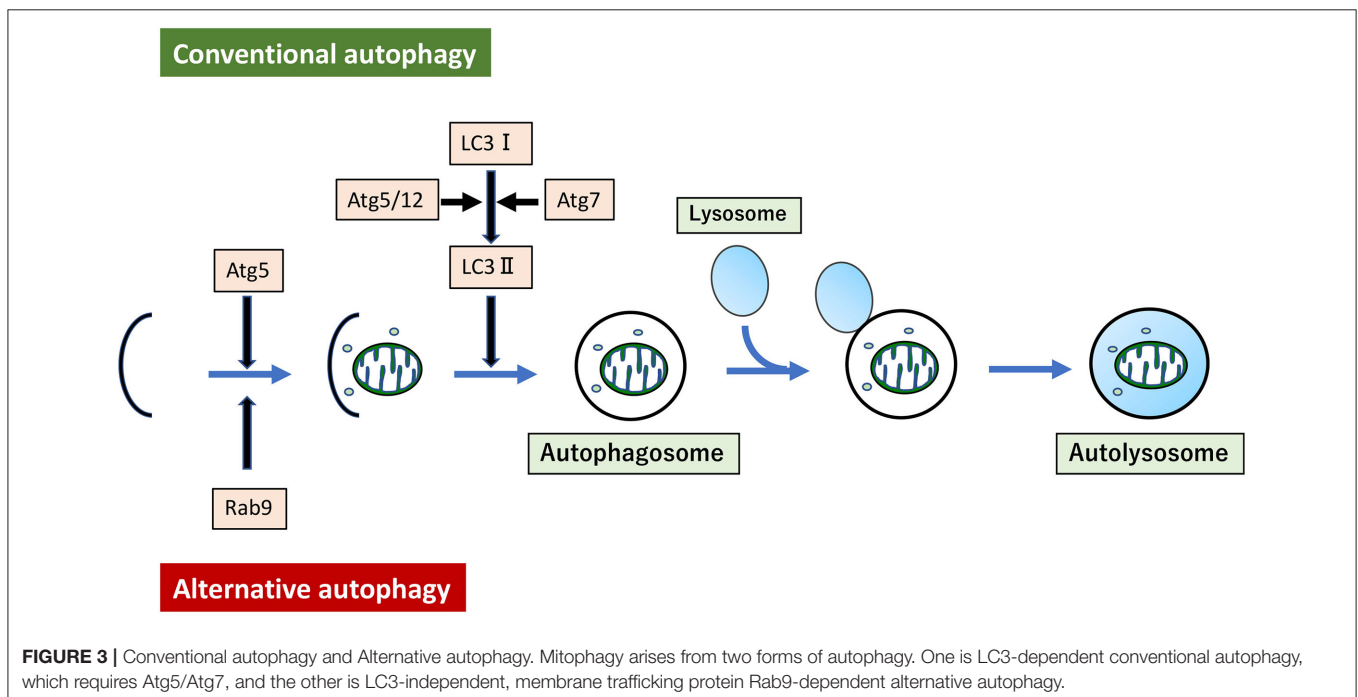 Conventional autophagy
LC3 Ⅰ
Atg5/12
Atg7
Lysosome
Atg5
LC3 Ⅱ
Autophagosome
Autolysosome
Rab9
Alternative autophagy
FIGURE 3 | Conventional autophagy and Alternative autophagy. Mitophagy arises from two forms of autophagy. One is LC3-dependent conventional autophagy,
which requires Atg5/Atg7, and the other is LC3-independent, membrane trafficking protein Rab9-dependent alternative autophagy.